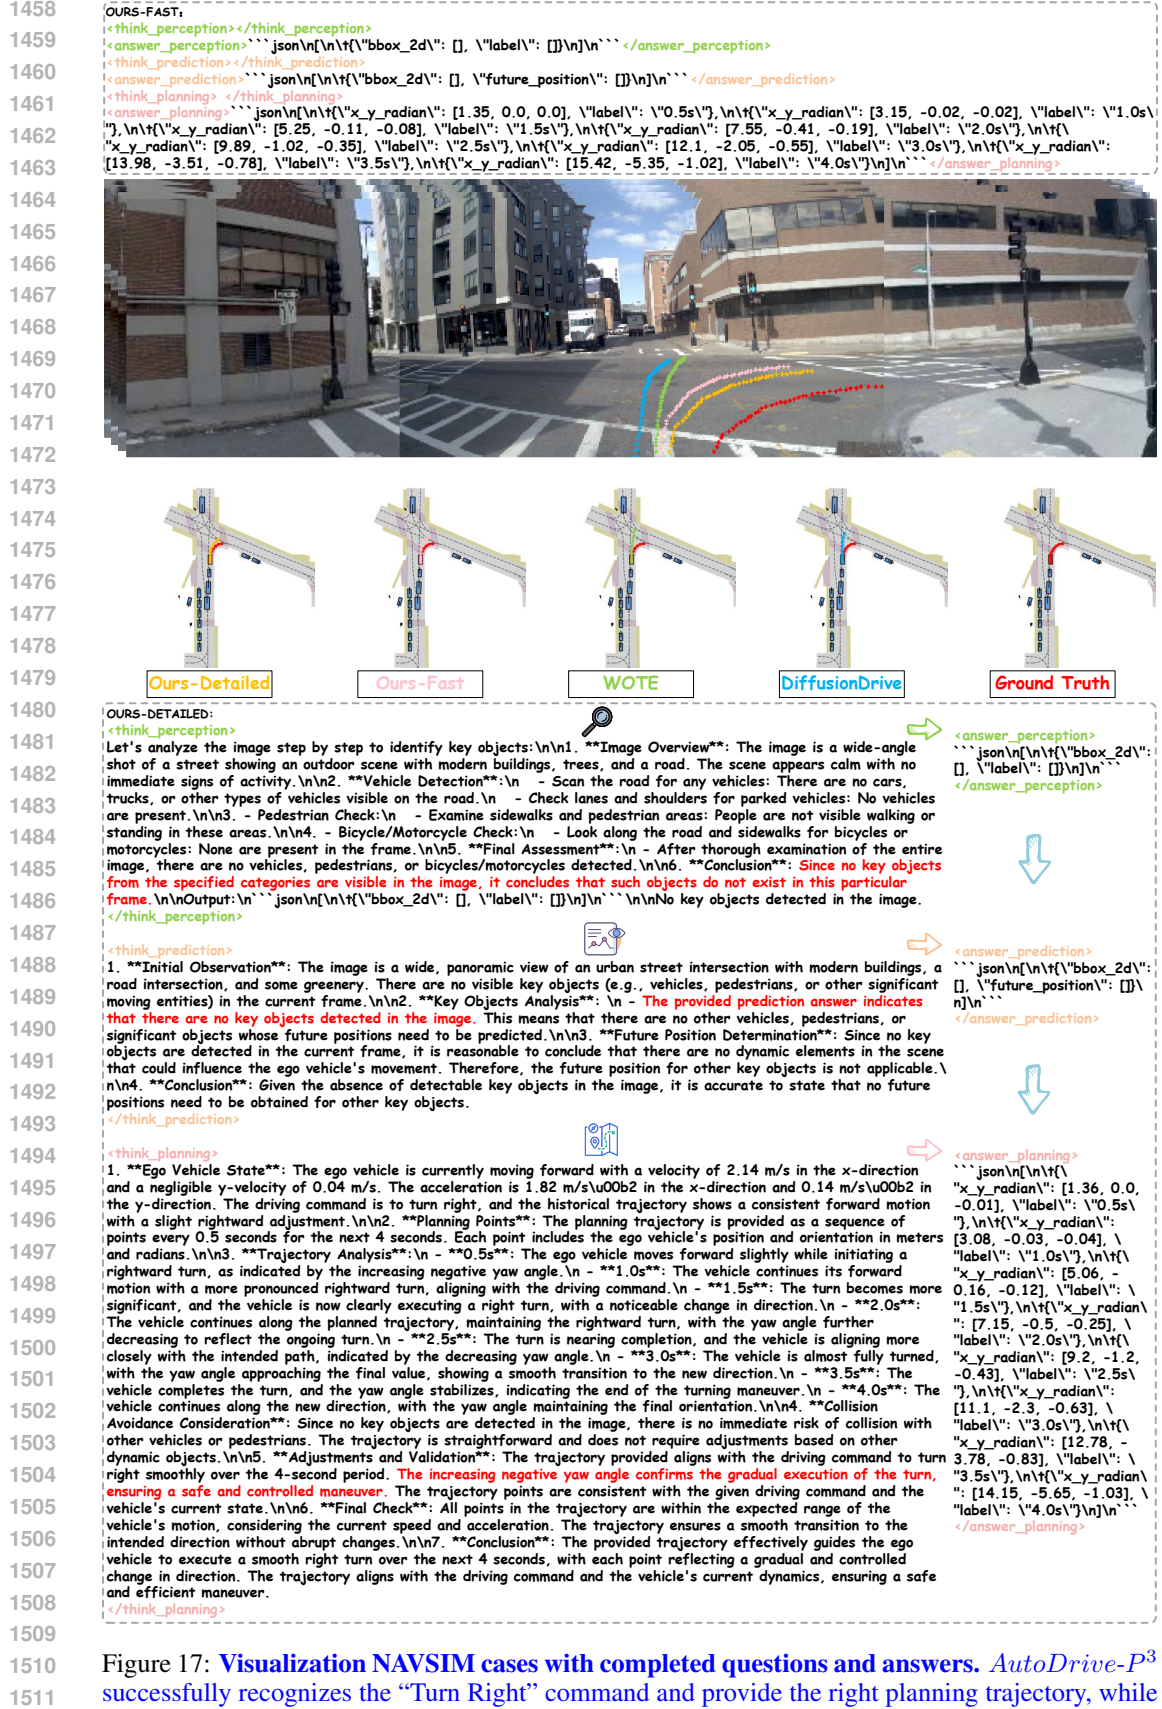 1458
1459
1460
1461
1462
1463
1464
1465
1466
1467
1468
1469
1470
1471
1472
1473
1474
1475
1476
1477
1478
1479
1480
1481
1482
1483
1484
1485
1486
1487
1488
1489
1490
1491
1492
1493
1494
1495
1496
1497
1498
1499
1500
1501
1502
1503
1504
1505
1506
1507
1508
1509
1510
1511
OURS-FAST:
<think_perception></think_perception>
<answer_perception>```json\n[\n\t{\"bbox_2d\": [], \"label\": []}\n]\n```</answer_perception>
<think_prediction></think_prediction>
<answer_prediction>```json\n[\n\t{\"bbox_2d\": [], \"future_position\": []}\n]\n```</answer_prediction>
<think_planning> </think_planning>
<answer_planning>```json\n[\n\t{\"x_y_radian\": [1.35, 0.0, 0.0], \"label\": \"0.5s\"},\n\t{\"x_y_radian\": [3.15, -0.02, -0.02], \"label\": \"1.0s\
"},\n\t{\"x_y_radian\": [5.25, -0.11, -0.08], \"label\": \"1.5s\"},\n\t{\"x_y_radian\": [7.55, -0.41, -0.19], \"label\": \"2.0s\"},\n\t{\
"x_y_radian\": [9.89, -1.02, -0.35], \"label\": \"2.5s\"},\n\t{\"x_y_radian\": [12.1, -2.05, -0.55], \"label\": \"3.0s\"},\n\t{\"x_y_radian\":
[13.98, -3.51, -0.78], \"label\": \"3.5s\"},\n\t{\"x_y_radian\": [15.42, -5.35, -1.02], \"label\": \"4.0s\"}\n]\n```</answer_planning>
Ours-Detailed
Ours-Fast
WOTE
DiffusionDrive
Ground Truth
OURS-DETAILED:
<think_perception>
Let's analyze the image step by step to identify key objects:\n\n1. **Image Overview**: The image is a wide-angle
shot of a street showing an outdoor scene with modern buildings, trees, and a road. The scene appears calm with no
immediate signs of activity.\n\n2. **Vehicle Detection**:\n   - Scan the road for any vehicles: There are no cars,
trucks, or other types of vehicles visible on the road.\n   - Check lanes and shoulders for parked vehicles: No vehicles
are present.\n\n3. - Pedestrian Check:\n   - Examine sidewalks and pedestrian areas: People are not visible walking or
standing in these areas.\n\n4. - Bicycle/Motorcycle Check:\n   - Look along the road and sidewalks for bicycles or
motorcycles: None are present in the frame.\n\n5. **Final Assessment**:\n - After thorough examination of the entire
image, there are no vehicles, pedestrians, or bicycles/motorcycles detected.\n\n6. **Conclusion**: Since no key objects
from the specified categories are visible in the image, it concludes that such objects do not exist in this particular
frame.\n\nOutput:\n```json\n[\n\t{\"bbox_2d\": [], \"label\": []}\n]\n```\n\nNo key objects detected in the image.
</think_perception>
<answer_perception>
```json\n[\n\t{\"bbox_2d\":
[], \"label\": []}\n]\n```
</answer_perception>
<think_prediction>
1. **Initial Observation**: The image is a wide, panoramic view of an urban street intersection with modern buildings, a
road intersection, and some greenery. There are no visible key objects (e.g., vehicles, pedestrians, or other significant
moving entities) in the current frame.\n\n2. **Key Objects Analysis**: \n - The provided prediction answer indicates
that there are no key objects detected in the image. This means that there are no other vehicles, pedestrians, or
significant objects whose future positions need to be predicted.\n\n3. **Future Position Determination**: Since no key
objects are detected in the current frame, it is reasonable to conclude that there are no dynamic elements in the scene
that could influence the ego vehicle's movement. Therefore, the future position for other key objects is not applicable.\
n\n4. **Conclusion**: Given the absence of detectable key objects in the image, it is accurate to state that no future
positions need to be obtained for other key objects.
</think_prediction>
<answer_prediction>
```json\n[\n\t{\"bbox_2d\":
[], \"future_position\": []}\
n]\n```
</answer_prediction>
<think_planning>
1. **Ego Vehicle State**: The ego vehicle is currently moving forward with a velocity of 2.14 m/s in the x-direction
and a negligible y-velocity of 0.04 m/s. The acceleration is 1.82 m/s\u00b2 in the x-direction and 0.14 m/s\u00b2 in
the y-direction. The driving command is to turn right, and the historical trajectory shows a consistent forward motion
with a slight rightward adjustment.\n\n2. **Planning Points**: The planning trajectory is provided as a sequence of
points every 0.5 seconds for the next 4 seconds. Each point includes the ego vehicle's position and orientation in meters
and radians.\n\n3. **Trajectory Analysis**:\n - **0.5s**: The ego vehicle moves forward slightly while initiating a
rightward turn, as indicated by the increasing negative yaw angle.\n - **1.0s**: The vehicle continues its forward
motion with a more pronounced rightward turn, aligning with the driving command.\n - **1.5s**: The turn becomes more
significant, and the vehicle is now clearly executing a right turn, with a noticeable change in direction.\n - **2.0s**:
The vehicle continues along the planned trajectory, maintaining the rightward turn, with the yaw angle further
decreasing to reflect the ongoing turn.\n - **2.5s**: The turn is nearing completion, and the vehicle is aligning more
closely with the intended path, indicated by the decreasing yaw angle.\n - **3.0s**: The vehicle is almost fully turned,
with the yaw angle approaching the final value, showing a smooth transition to the new direction.\n - **3.5s**: The
vehicle completes the turn, and the yaw angle stabilizes, indicating the end of the turning maneuver.\n - **4.0s**: The
vehicle continues along the new direction, with the yaw angle maintaining the final orientation.\n\n4. **Collision
Avoidance Consideration**: Since no key objects are detected in the image, there is no immediate risk of collision with
other vehicles or pedestrians. The trajectory is straightforward and does not require adjustments based on other
dynamic objects.\n\n5. **Adjustments and Validation**: The trajectory provided aligns with the driving command to turn
right smoothly over the 4-second period. The increasing negative yaw angle confirms the gradual execution of the turn,
ensuring a safe and controlled maneuver. The trajectory points are consistent with the given driving command and the
vehicle's current state.\n\n6. **Final Check**: All points in the trajectory are within the expected range of the
vehicle's motion, considering the current speed and acceleration. The trajectory ensures a smooth transition to the
intended direction without abrupt changes.\n\n7. **Conclusion**: The provided trajectory effectively guides the ego
vehicle to execute a smooth right turn over the next 4 seconds, with each point reflecting a gradual and controlled
change in direction. The trajectory aligns with the driving command and the vehicle's current dynamics, ensuring a safe
and efficient maneuver.
</think_planning>
<answer_planning>
```json\n[\n\t{\
"x_y_radian\": [1.36, 0.0,
-0.01], \"label\": \"0.5s\
"},\n\t{\"x_y_radian\":
[3.08, -0.03, -0.04], \
"label\": \"1.0s\"},\n\t{\
"x_y_radian\": [5.06, -
0.16, -0.12], \"label\": \
"1.5s\"},\n\t{\"x_y_radian\
": [7.15, -0.5, -0.25], \
"label\": \"2.0s\"},\n\t{\
"x_y_radian\": [9.2, -1.2,
-0.43], \"label\": \"2.5s\
"},\n\t{\"x_y_radian\":
[11.1, -2.3, -0.63], \
"label\": \"3.0s\"},\n\t{\
"x_y_radian\": [12.78, -
3.78, -0.83], \"label\": \
"3.5s\"},\n\t{\"x_y_radian\
": [14.15, -5.65, -1.03], \
"label\": \"4.0s\"}\n]\n```
</answer_planning>
Figure 17: Visualization NAVSIM cases with completed questions and answers. AutoDrive-P³
successfully recognizes the “Turn Right” command and provide the right planning trajectory, while